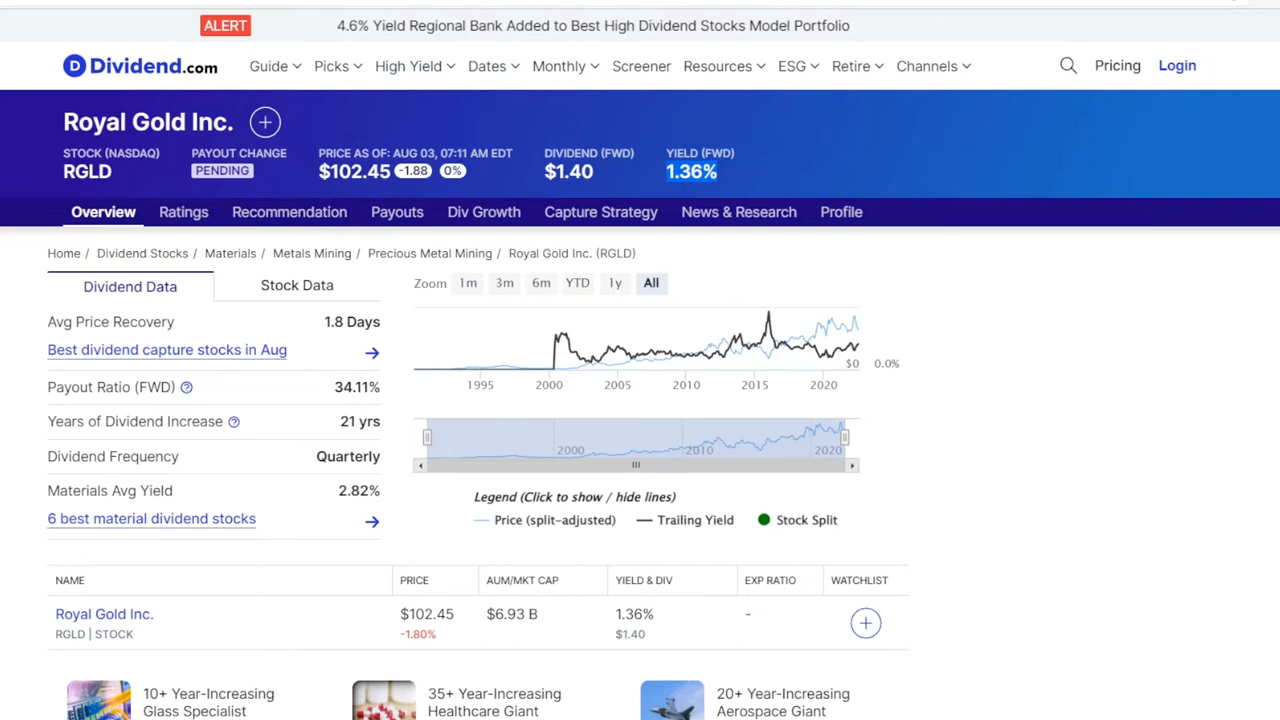 ALERT 4.6% Yield Regional Bank Added to Best High Dividend Stocks Model Portfolio
D Dividend.com Guide Picks High Yield Dates Monthly Screener Resources ESG Retire Channels Pricing Login
Royal Gold Inc.
STOCK (NASDAQ) PAYOUT CHANGE PRICE AS OF: AUG 03, 07:11 AM EDT DIVIDEND (FWD) YIELD (FWD)
RGLD PENDING $102.45 -1.88 0% $1.40 1.36%
Overview Ratings Recommendation Payouts Div Growth Capture Strategy News & Research Profile
Home / Dividend Stocks / Materials / Metals Mining / Precious Metal Mining / Royal Gold Inc. (RGLD)
Dividend Data Stock Data
Zoom 1m 3m 6m YTD 1y All
Avg Price Recovery 1.8 Days
Best dividend capture stocks in Aug
Payout Ratio (FWD) 34.11%
Years of Dividend Increase 21 yrs
Dividend Frequency Quarterly
Materials Avg Yield 2.82%
6 best material dividend stocks
$0 0.0%
1995 2000 2005 2010 2015 2020
2000 2010 2020
Legend (Click to show / hide lines)
Price (split-adjusted) Trailing Yield Stock Split
NAME PRICE AUM/MKT CAP YIELD & DIV EXP RATIO WATCHLIST
Royal Gold Inc. $102.45 $6.93 B 1.36% -
RGLD | STOCK -1.80% $1.40
10+ Year-Increasing 35+ Year-Increasing 20+ Year-Increasing
Glass Specialist Healthcare Giant Aerospace Giant